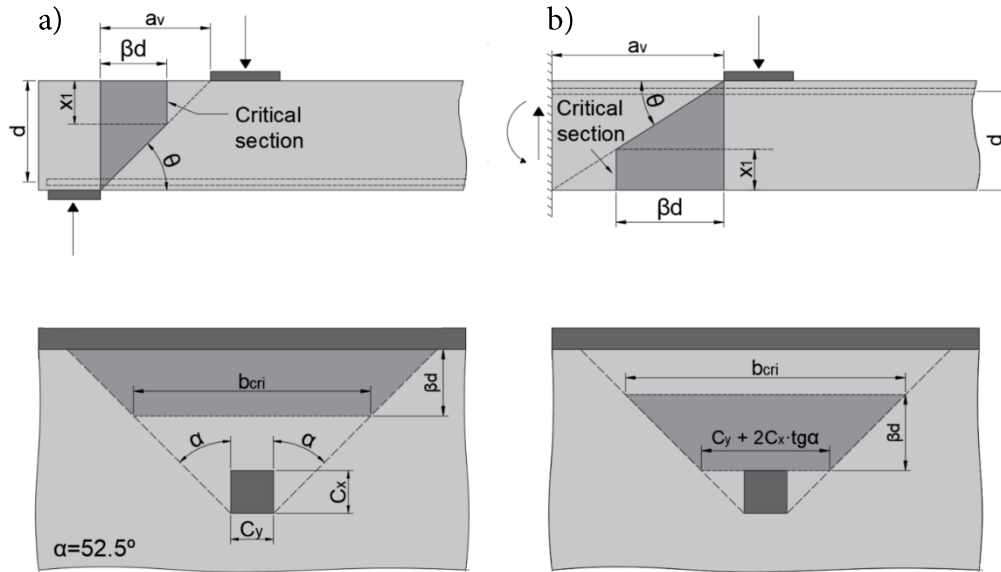 a)
av
βd
x1
d
Critical
section
θ
bcri
βd
α
α
Cx
Cy
α=52.5º
b)
av
θ
Critical
section
x1
d
βd
bcri
Cy + 2Cx·tgα
βd